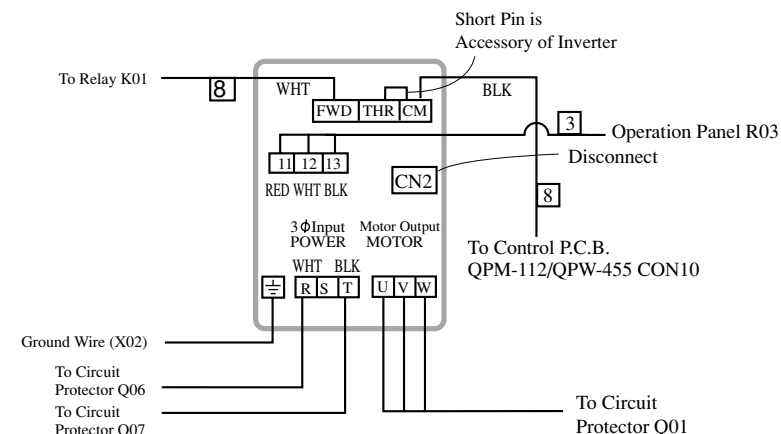 Short Pin is
Accessory of Inverter
To Relay K01
8
WHT
BLK
FWD THR CM
3
Operation Panel R03
11 12 13
Disconnect
RED WHT BLK
CN2
8
3ϕInput
POWER
Motor Output
MOTOR
To Control P.C.B.
QPM-112/QPW-455 CON10
WHT BLK
R S T
U V W
Ground Wire (X02)
To Circuit
Protector Q06
To Circuit
Protector Q07
To Circuit
Protector Q01